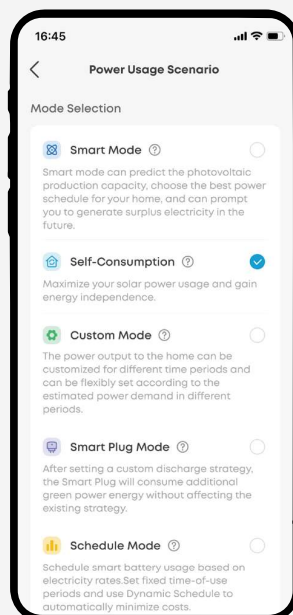 16:45
Power Usage Scenario
Mode Selection
Smart Mode ?
Smart mode can predict the photovoltaic
production capacity, choose the best power
schedule for your home, and can prompt
you to generate surplus electricity in the
future.
Self-Consumption ?
Maximize your solar power usage and gain
energy independence.
Custom Mode ?
The power output to the home can be
customized for different time periods and
can be flexibly set according to the
estimated power demand in different
periods.
Smart Plug Mode ?
After setting a custom discharge strategy,
the Smart Plug will consume additional
green power energy without affecting the
existing strategy.
Schedule Mode ?
Schedule smart battery usage based on
electricity rates.Set fixed time-of-use
periods and use Dynamic Schedule to
automatically minimize costs.